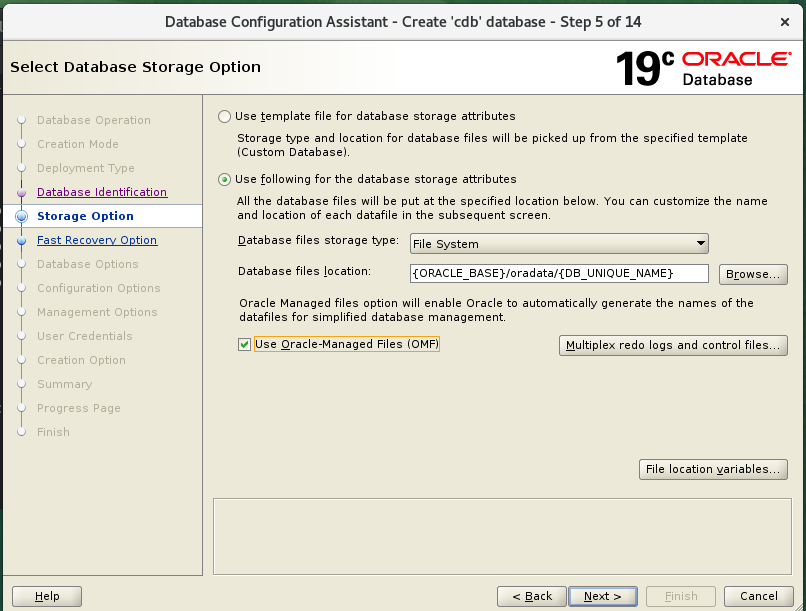 Database Configuration Assistant - Create 'cdb' database - Step 5 of 14
×
Select Database Storage Option
19c ORACLE
Database
Database Operation
Creation Mode
Deployment Type
Database Identification
Storage Option
Fast Recovery Option
Database Options
Configuration Options
Management Options
User Credentials
Creation Option
Summary
Progress Page
Finish
Use template file for database storage attributes
Storage type and location for database files will be picked up from the specified template
(Custom Database).
Use following for the database storage attributes
All the database files will be put at the specified location below. You can customize the name
and location of each datafile in the subsequent screen.
Database files storage type: File System
Database files location: {ORACLE_BASE}/oradata/{DB_UNIQUE_NAME} Browse...
Oracle Managed files option will enable Oracle to automatically generate the names of the
datafiles for simplified database management.
Use Oracle-Managed Files (OMF) Multiplex redo logs and control files...
File location variables...
Help < Back Next > Finish Cancel